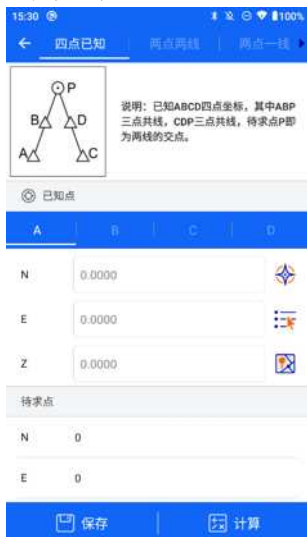 15:30
100%
四点已知 两点两线 两点一线
P
B D
A C
说明：已知ABCD四点坐标，其中ABP
三点共线，CDP三点共线，待求点P即
为两线的交点。
已知点
A B C D
N 0.0000
E 0.0000
Z 0.0000
待求点
N 0
E 0
保存 计算